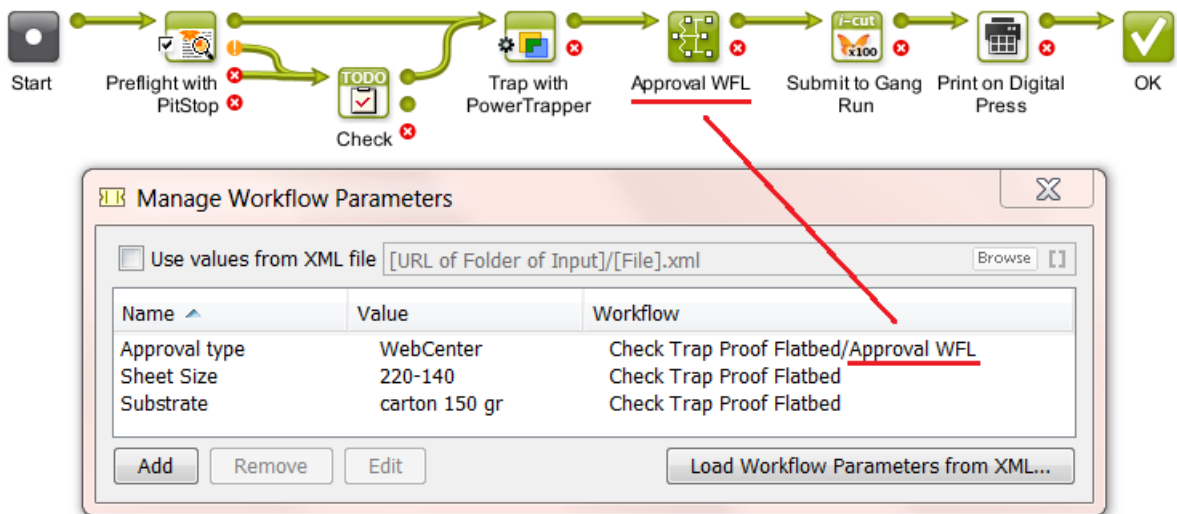 TODO
i-cut
x100
Start
Preflight with
PitStop
Check
Trap with
PowerTrapper
Approval WFL
Submit to Gang
Run
Print on Digital
Press
OK
Manage Workflow Parameters
Use values from XML file [URL of Folder of Input]/[File].xml Browse []
Name Value Workflow
Approval type WebCenter Check Trap Proof Flatbed/Approval WFL
Sheet Size 220-140 Check Trap Proof Flatbed
Substrate carton 150 gr Check Trap Proof Flatbed
Add Remove Edit Load Workflow Parameters from XML...